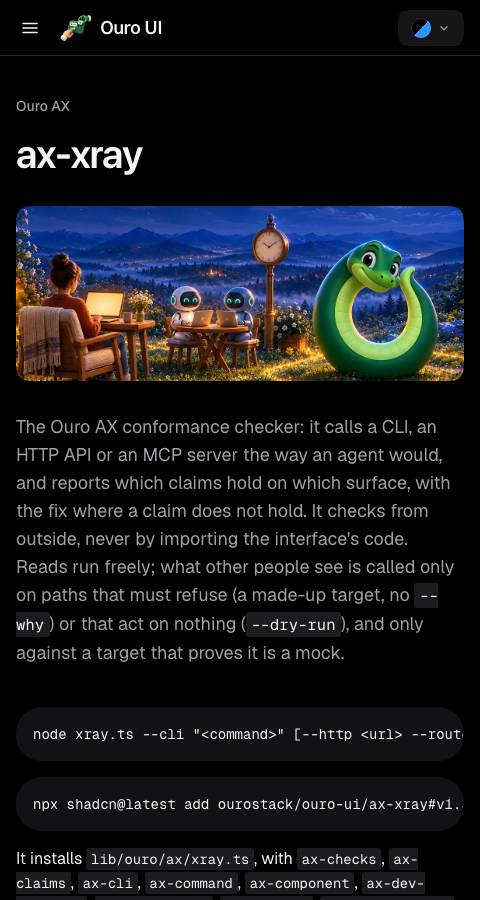 Ouro UI
Ouro AX
ax-xray
The Ouro AX conformance checker: it calls a CLI, an
HTTP API or an MCP server the way an agent would,
and reports which claims hold on which surface, with
the fix where a claim does not hold. It checks from
outside, never by importing the interface's code.
Reads run freely; what other people see is called only
on paths that must refuse (a made-up target, no --
why) or that act on nothing (--dry-run), and only
against a target that proves it is a mock.
node xray.ts --cli "<command>" [--http <url> --route
npx shadcn@latest add ourostack/ouro-ui/ax-xray#v1.
It installs lib/ouro/ax/xray.ts, with ax-checks, ax-
claims, ax-cli, ax-command, ax-component, ax-dev-